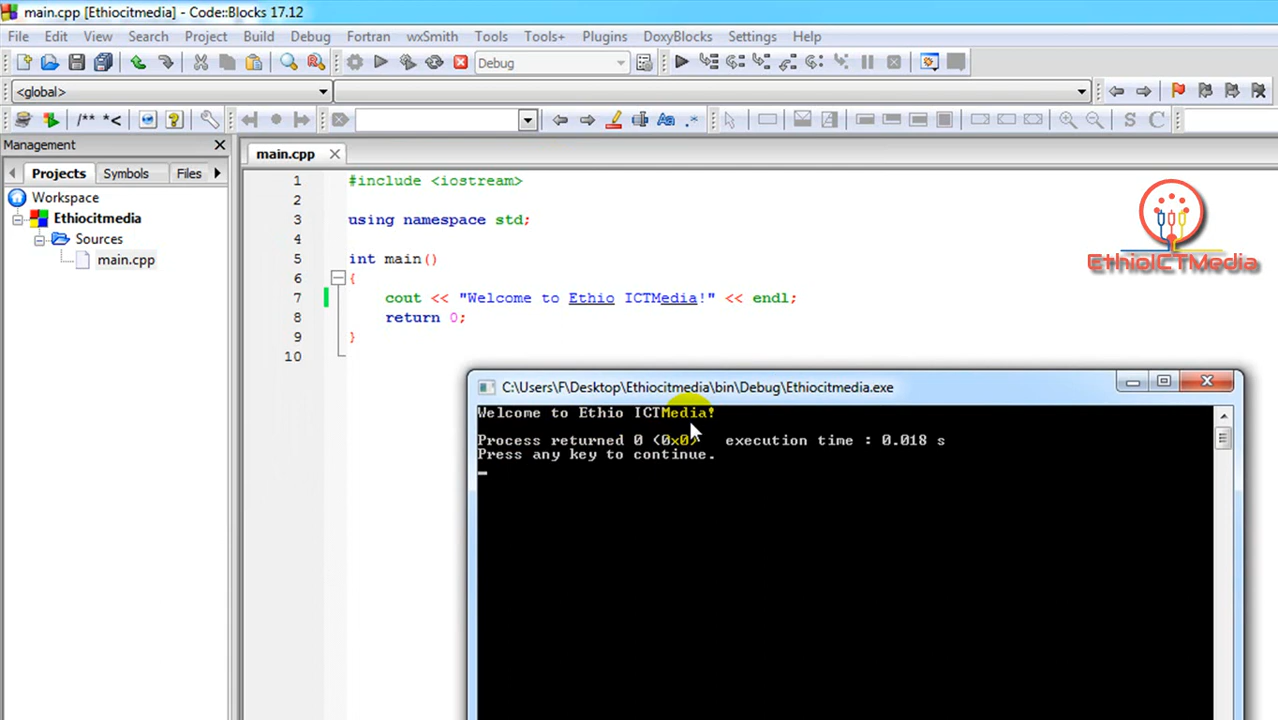 main.cpp [Ethiocitmedia] - Code::Blocks 17.12
File Edit View Search Project Build Debug Fortran wxSmith Tools Tools+ Plugins DoxyBlocks Settings Help
Debug
<global>
/** *<
Aa .* S C
Management
main.cpp
Projects Symbols Files
Workspace
Ethiocitmedia
Sources
main.cpp
1 #include <iostream>
2
3 using namespace std;
4
5 int main()
6 {
7 cout << "Welcome to Ethio ICTMedia!" << endl;
8 return 0;
9 }
10
EthioICTMedia
C:\Users\F\Desktop\Ethiocitmedia\bin\Debug\Ethiocitmedia.exe
Welcome to Ethio ICTMedia!
Process returned 0 (0x0) execution time : 0.018 s
Press any key to continue.